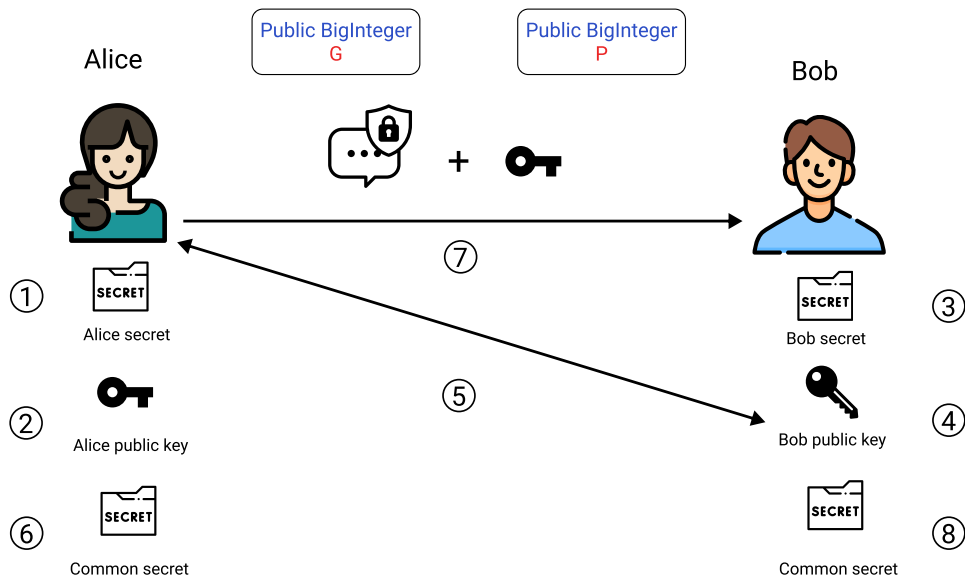 Public BigInteger
G
Public BigInteger
P
Alice
Bob
7
1
SECRET
Alice secret
SECRET
Bob secret
3
2
Alice public key
5
Bob public key
4
6
SECRET
Common secret
SECRET
Common secret
8